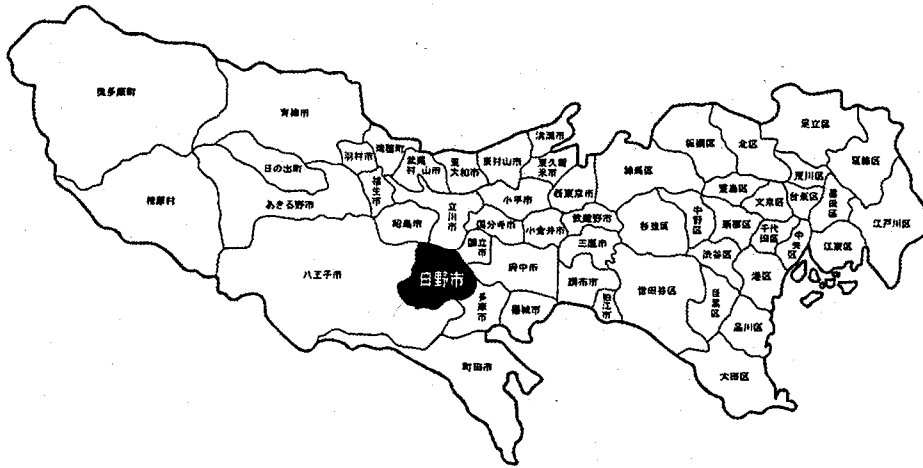 奥多摩町
青梅市
檜原村
日の出町
あきる野市
羽村市
瑞穂町
福生市
武蔵村山市
東大和市
東村山市
清瀬市
東久留米市
西東京市
昭島市
立川市
小平市
国分寺市
小金井市
武蔵野市
国立市
府中市
三鷹市
調布市
狛江市
八王子市
日野市
多摩市
稲城市
町田市
練馬区
板橋区
北区
足立区
葛飾区
荒川区
豊島区
文京区
台東区
墨田区
江戸川区
杉並区
中野区
新宿区
千代田区
中央区
江東区
渋谷区
港区
世田谷区
目黒区
品川区
大田区